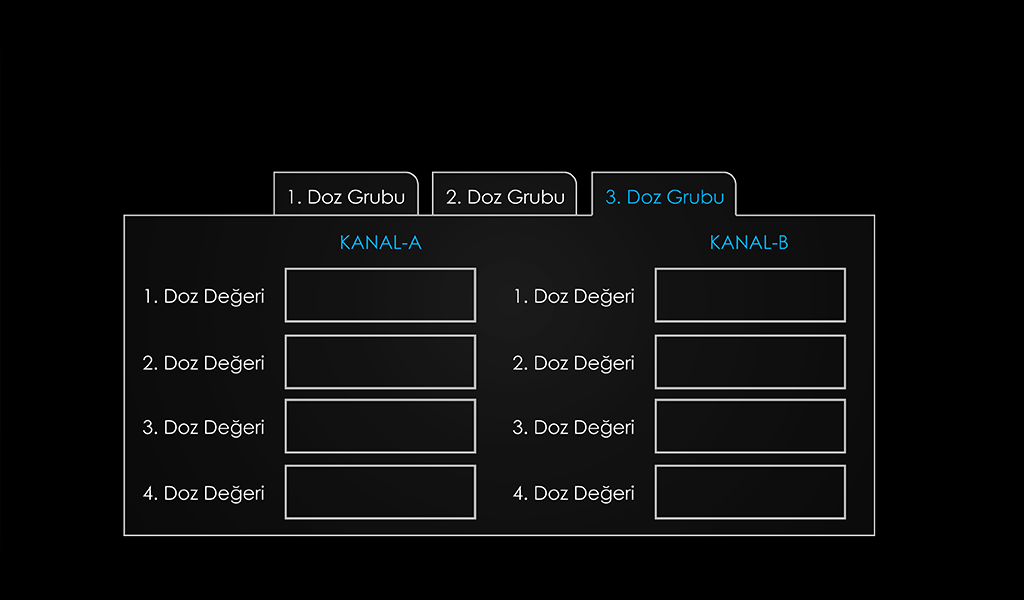 1. Doz Grubu
2. Doz Grubu
3. Doz Grubu
KANAL-A
KANAL-B
1. Doz Değeri
1. Doz Değeri
2. Doz Değeri
2. Doz Değeri
3. Doz Değeri
3. Doz Değeri
4. Doz Değeri
4. Doz Değeri